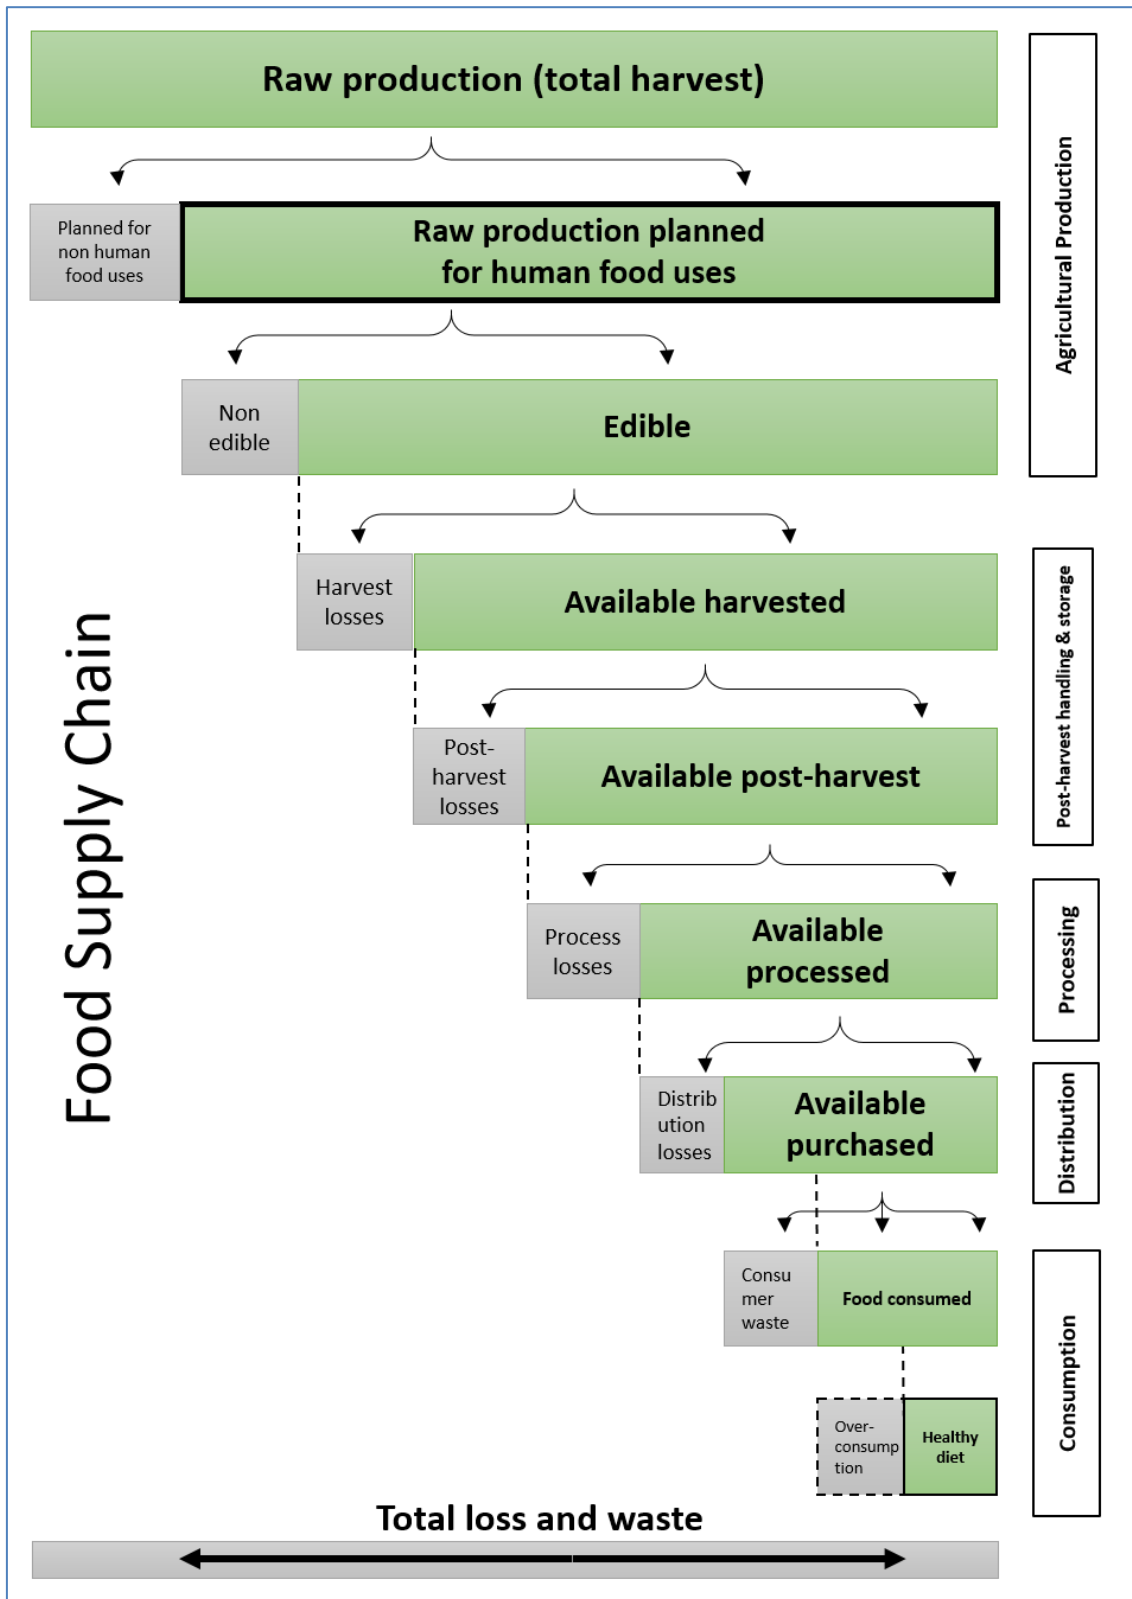 Raw production (total harvest)
Planned for
non human
food uses
Raw production planned
for human food uses
Agricultural Production
Non
edible
Edible
Harvest
losses
Available harvested
Post-
harvest
losses
Available post-harvest
Post-harvest handling & storage
Food Supply Chain
Process
losses
Available
processed
Processing
Distrib
ution
losses
Available
purchased
Distribution
Consu
mer
waste
Food consumed
Over-
consump
tion
Healthy
diet
Consumption
Total loss and waste